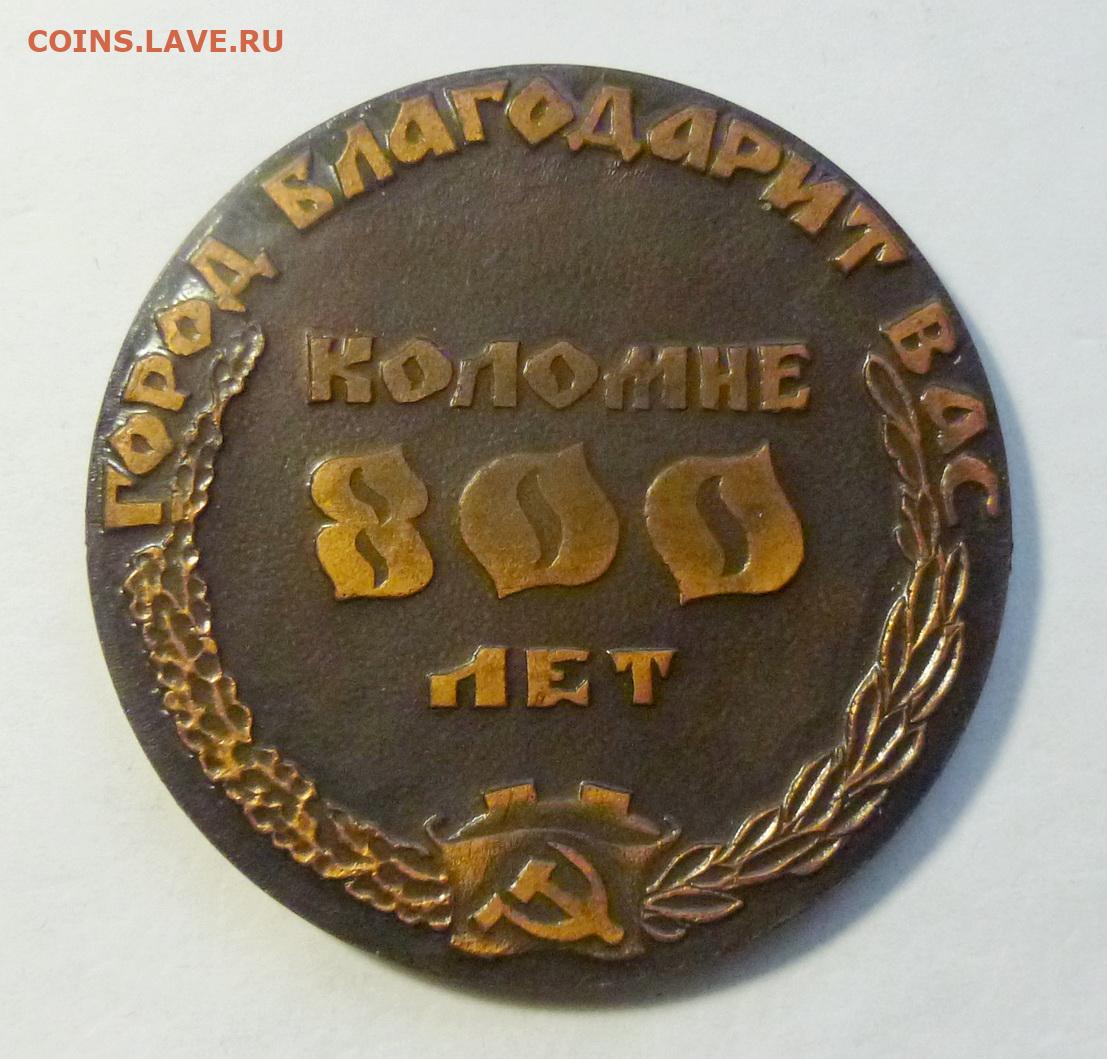 COINS.LAVE.RU
ГОРОД БЛАГОДАРИТ ВАС
КОЛОМНЕ
800
ЛЕТ